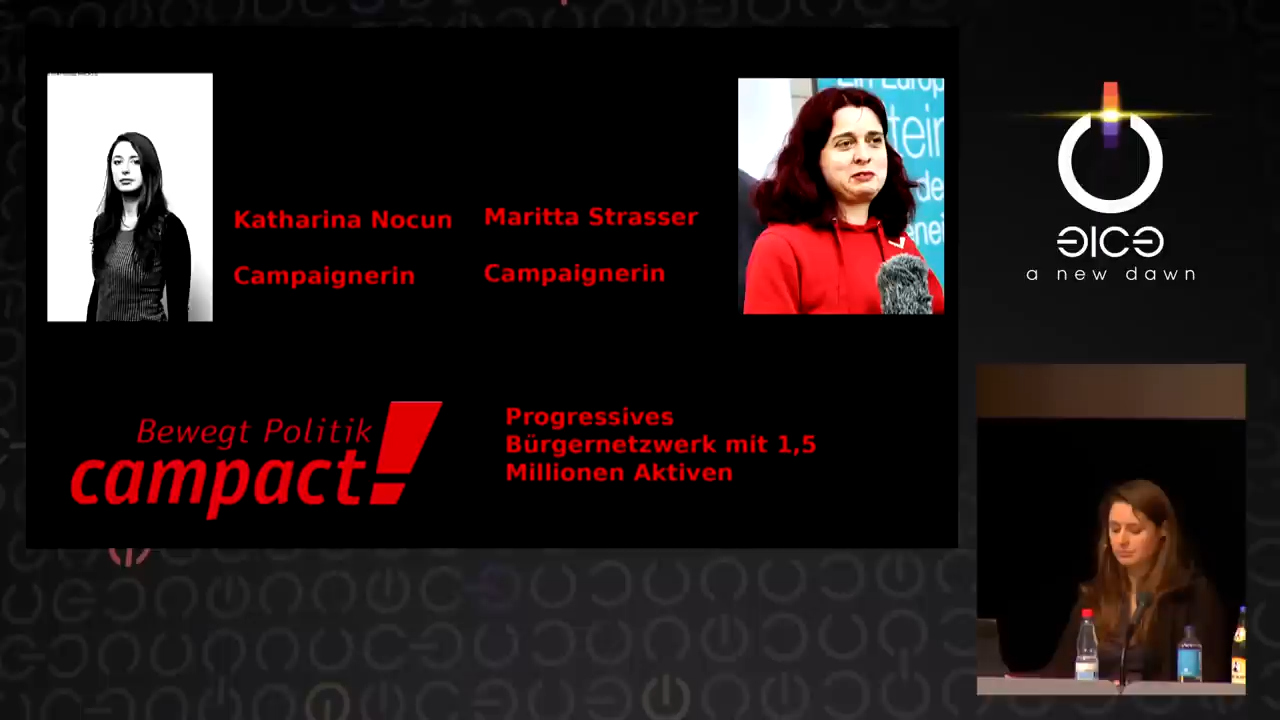 Katharina Nocun
Campaignerin
Maritta Strasser
Campaignerin
Bewegt Politik
campact!
Progressives
Bürgernetzwerk mit 1,5
Millionen Aktiven
a new dawn